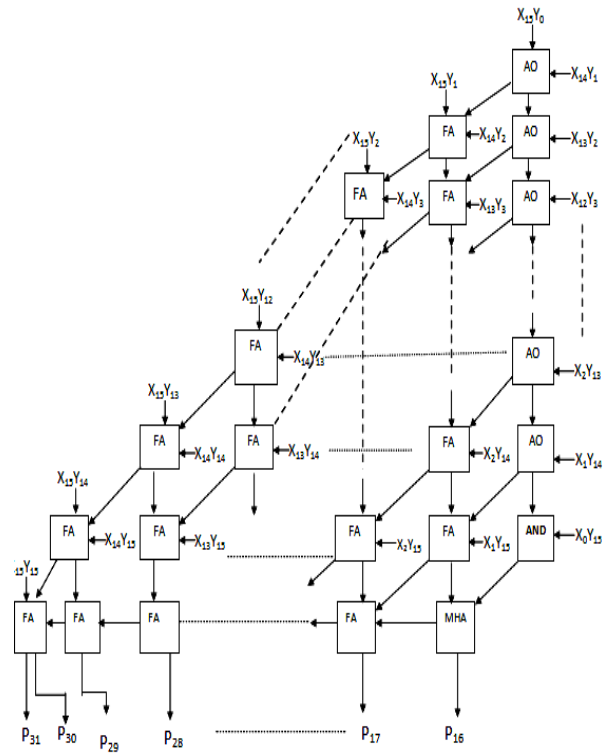 X₁₅Y₀
AO X₁₄Y₁
X₁₅Y₁
FA X₁₄Y₂ AO X₁₃Y₂
X₁₅Y₂
FA X₁₄Y₃ FA X₁₃Y₃ AO X₁₂Y₃
X₁₅Y₁₂
FA X₁₄Y₁₃ AO X₂Y₁₃
X₁₅Y₁₃
FA X₁₄Y₁₄ FA X₁₃Y₁₄ FA X₂Y₁₄ AO X₁Y₁₄
X₁₅Y₁₄
FA X₁₄Y₁₅ FA X₁₃Y₁₅ FA X₂Y₁₅ FA X₁Y₁₅ AND X₀Y₁₅
₁₅Y₁₅
FA FA FA FA MHA
P₃₁ P₃₀ P₂₉ P₂₈ P₁₇ P₁₆